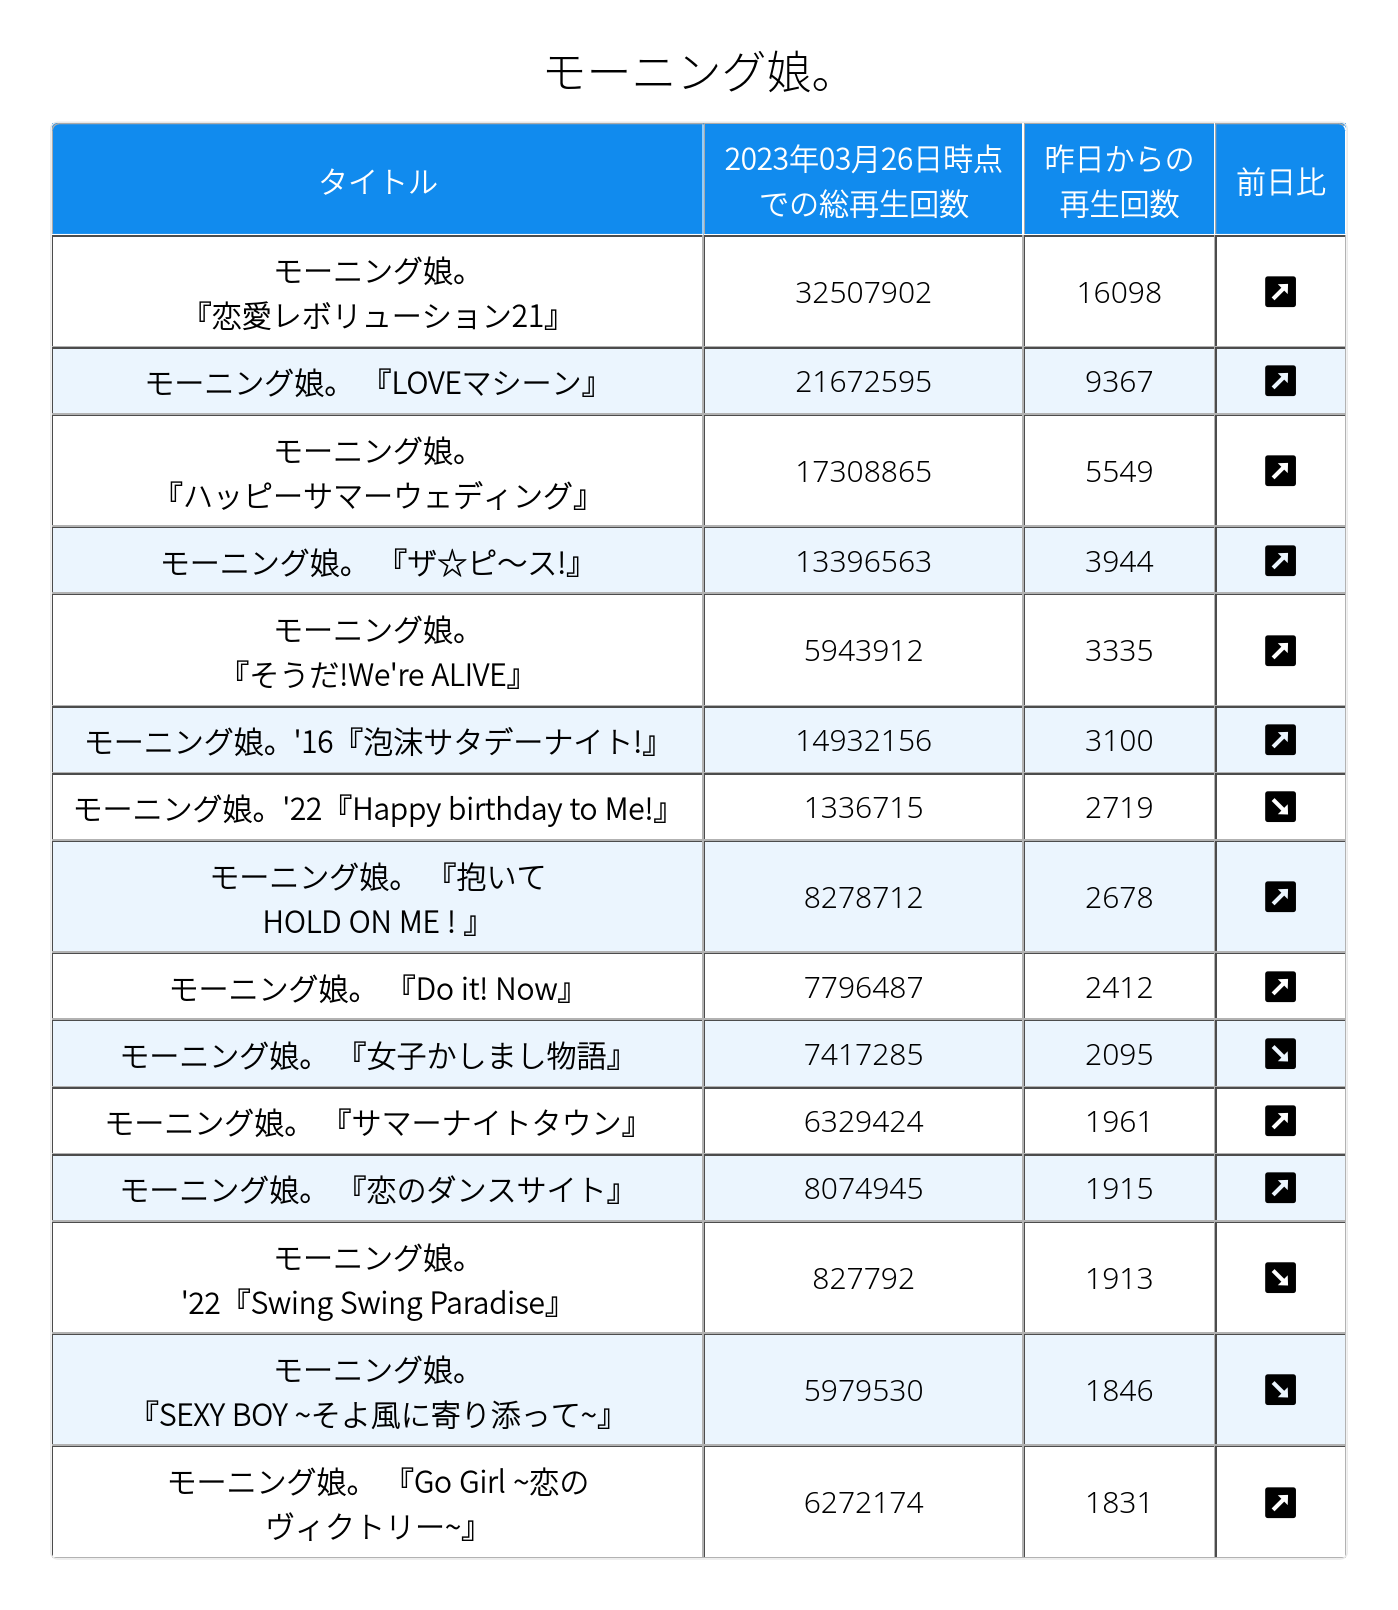 モーニング娘。
タイトル
2023年03月26日時点
での総再生回数
昨日からの
再生回数
前日比
モーニング娘。
『恋愛レボリューション21』
32507902
16098
モーニング娘。 『LOVEマシーン』
21672595
9367
モーニング娘。
『ハッピーサマーウェディング』
17308865
5549
モーニング娘。 『ザ☆ピ〜ス!』
13396563
3944
モーニング娘。
『そうだ!We're ALIVE』
5943912
3335
モーニング娘。'16『泡沫サタデーナイト!』
14932156
3100
モーニング娘。'22『Happy birthday to Me!』
1336715
2719
モーニング娘。 『抱いて
HOLD ON ME ! 』
8278712
2678
モーニング娘。 『Do it! Now』
7796487
2412
モーニング娘。 『女子かしまし物語』
7417285
2095
モーニング娘。 『サマーナイトタウン』
6329424
1961
モーニング娘。 『恋のダンスサイト』
8074945
1915
モーニング娘。
'22『Swing Swing Paradise』
827792
1913
モーニング娘。
『SEXY BOY ~そよ風に寄り添って~』
5979530
1846
モーニング娘。 『Go Girl ~恋の
ヴィクトリー~』
6272174
1831